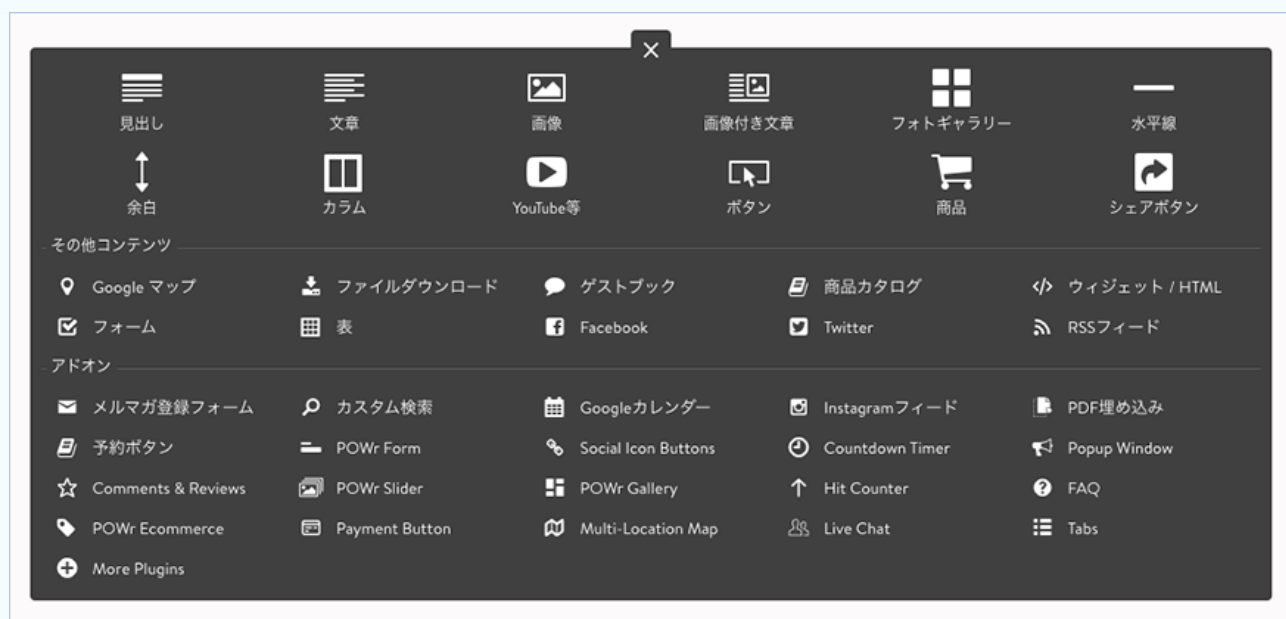 見出し 文章 画像 画像付き文章 フォトギャラリー 水平線
余白 カラム YouTube等 ボタン 商品 シェアボタン
その他コンテンツ
Google マップ ファイルダウンロード ゲストブック 商品カタログ ウィジェット / HTML
フォーム 表 Facebook Twitter RSSフィード
アドオン
メルマガ登録フォーム カスタム検索 Googleカレンダー Instagramフィード PDF埋め込み
予約ボタン POWr Form Social Icon Buttons Countdown Timer Popup Window
Comments & Reviews POWr Slider POWr Gallery Hit Counter FAQ
POWr Ecommerce Payment Button Multi-Location Map Live Chat Tabs
More Plugins